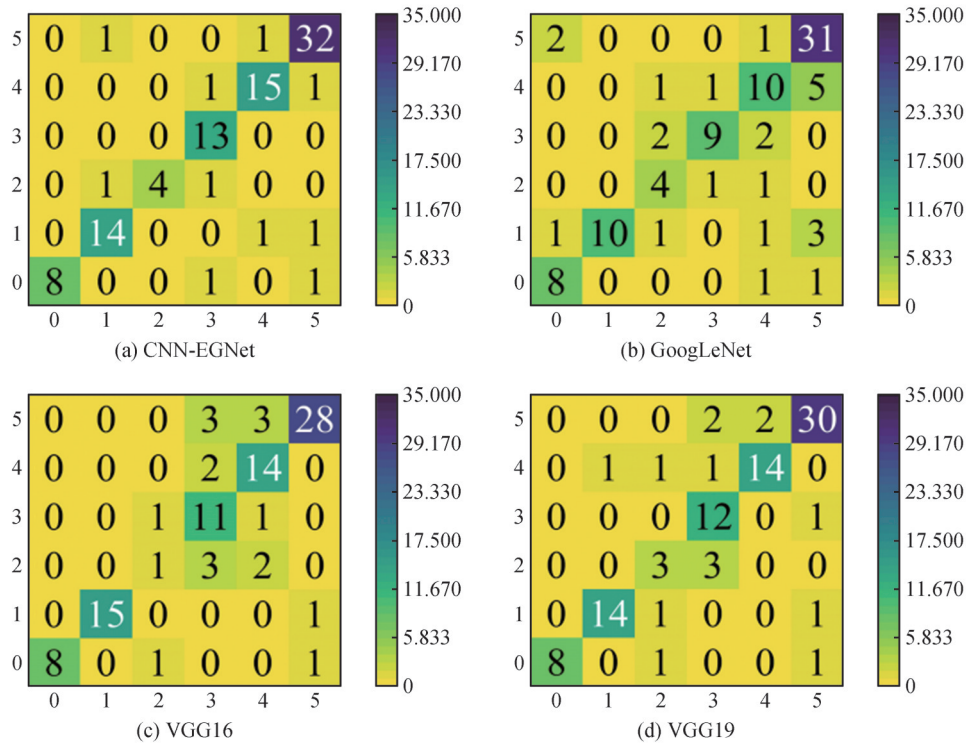 5 0 1 0 0 1 32
4 0 0 0 1 15 1
3 0 0 0 13 0 0
2 0 1 4 1 0 0
1 0 14 0 0 1 1
0 8 0 0 1 0 1
0 1 2 3 4 5
35.000
29.170
23.330
17.500
11.670
5.833
0
(a) CNN-EGNet
5 2 0 0 0 1 31
4 0 0 1 1 10 5
3 0 0 2 9 2 0
2 0 0 4 1 1 0
1 1 10 1 0 1 3
0 8 0 0 0 1 1
0 1 2 3 4 5
35.000
29.170
23.330
17.500
11.670
5.833
0
(b) GoogLeNet
5 0 0 0 3 3 28
4 0 0 0 2 14 0
3 0 0 1 11 1 0
2 0 0 1 3 2 0
1 0 15 0 0 0 1
0 8 0 1 0 0 1
0 1 2 3 4 5
35.000
29.170
23.330
17.500
11.670
5.833
0
(c) VGG16
5 0 0 0 2 2 30
4 0 1 1 1 14 0
3 0 0 0 12 0 1
2 0 0 3 3 0 0
1 0 14 1 0 0 1
0 8 0 1 0 0 1
0 1 2 3 4 5
35.000
29.170
23.330
17.500
11.670
5.833
0
(d) VGG19